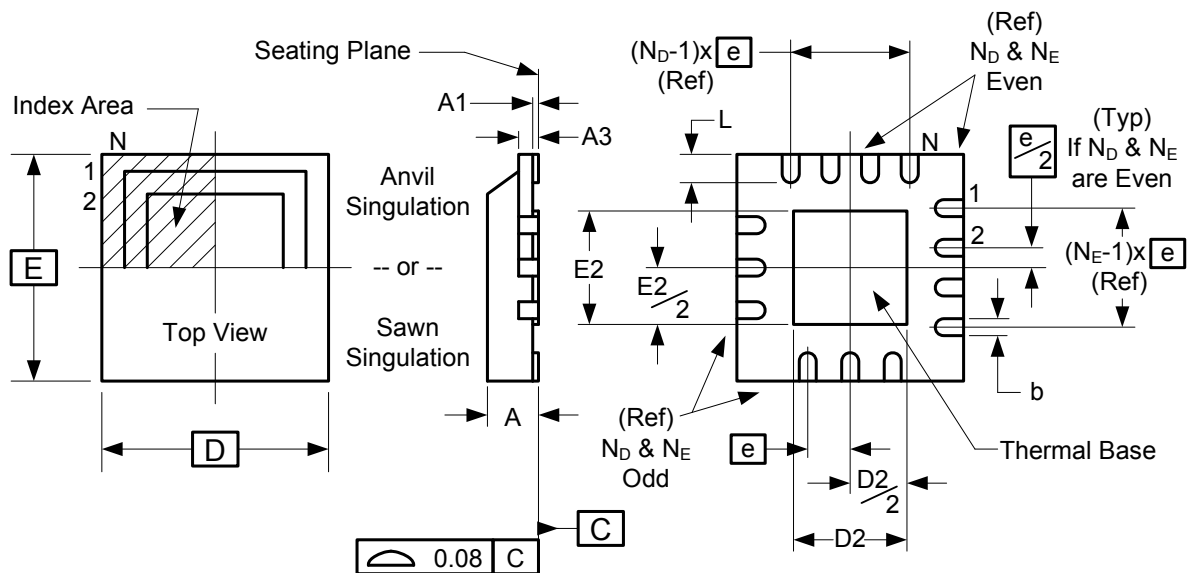 Seating Plane
Index Area
A1
A3
N
1
2
E
Top View
D
Anvil
Singulation
-- or --
Sawn
Singulation
A
0.08 C
C
(N_D-1)x e
(Ref)
(Ref)
N_D & N_E
Even
L
N
e/2
(Typ)
If N_D & N_E
are Even
1
2
E2
E2/2
(N_E-1)x e
(Ref)
b
(Ref)
N_D & N_E
Odd
e
Thermal Base
D2/2
D2